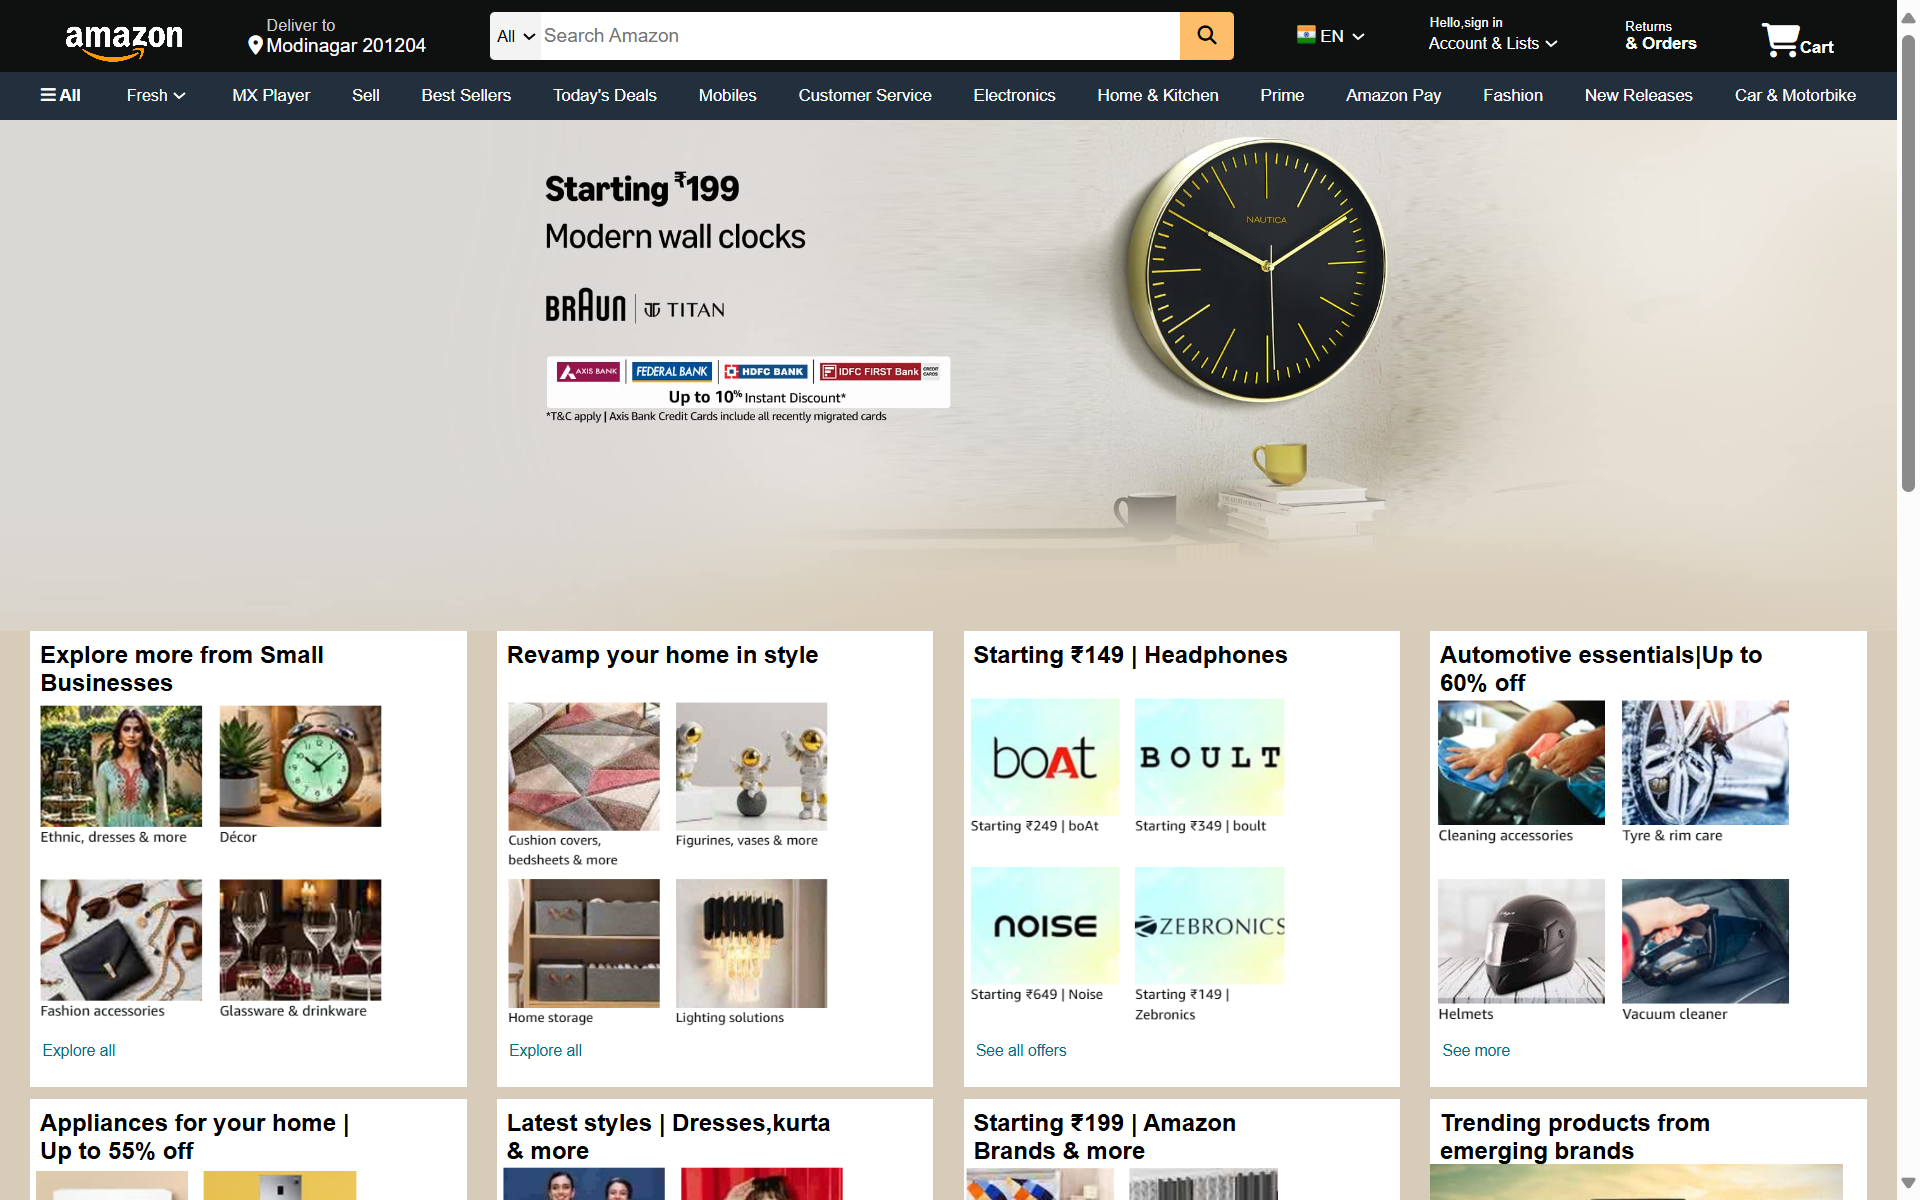 amazon
Deliver to
Modinagar 201204
All
Search Amazon
EN
Hello,sign in
Account & Lists
Returns
& Orders
Cart
All
Fresh
MX Player
Sell
Best Sellers
Today's Deals
Mobiles
Customer Service
Electronics
Home & Kitchen
Prime
Amazon Pay
Fashion
New Releases
Car & Motorbike
Starting ₹199
Modern wall clocks
BRAUN | TITAN
AXIS BANK | FEDERAL BANK | HDFC BANK | IDFC FIRST Bank CREDIT CARDS
Up to 10% Instant Discount*
*T&C apply | Axis Bank Credit Cards include all recently migrated cards
NAUTICA
Explore more from Small
Businesses
Ethnic, dresses & more
Décor
Fashion accessories
Glassware & drinkware
Explore all
Revamp your home in style
Cushion covers,
bedsheets & more
Figurines, vases & more
Home storage
Lighting solutions
Explore all
Starting ₹149 | Headphones
boAt
BOULT
Starting ₹249 | boAt
Starting ₹349 | boult
NOISE
ZEBRONICS
Starting ₹649 | Noise
Starting ₹149 |
Zebronics
See all offers
Automotive essentials|Up to
60% off
Cleaning accessories
Tyre & rim care
Helmets
Vacuum cleaner
See more
Appliances for your home |
Up to 55% off
Latest styles | Dresses,kurta
& more
Starting ₹199 | Amazon
Brands & more
Trending products from
emerging brands